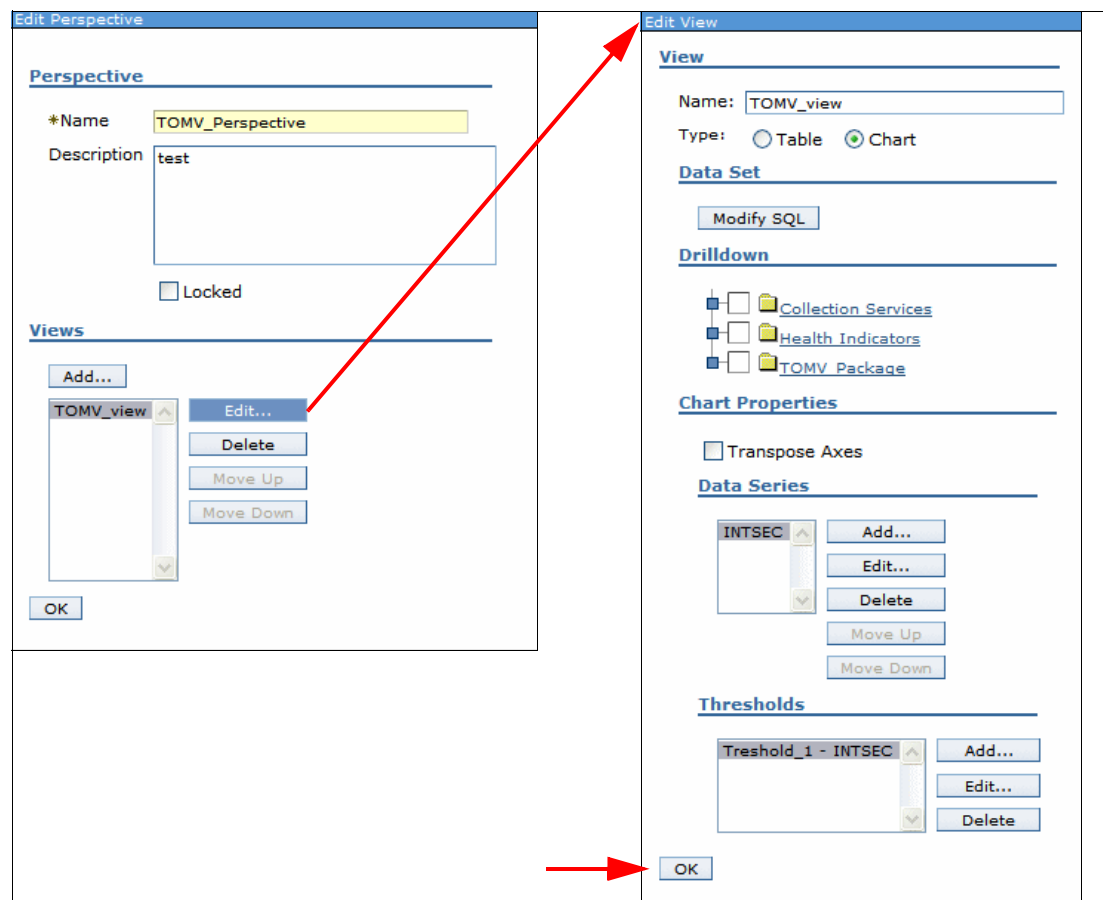 Edit Perspective
Perspective
*Name TOMV_Perspective
Description test
Locked
Views
Add...
TOMV_view Edit...
Delete
Move Up
Move Down
OK
Edit View
View
Name: TOMV_view
Type: Table Chart
Data Set
Modify SQL
Drilldown
Collection Services
Health Indicators
TOMV Package
Chart Properties
Transpose Axes
Data Series
INTSEC Add...
Edit...
Delete
Move Up
Move Down
Thresholds
Treshold_1 - INTSEC Add...
Edit...
Delete
OK